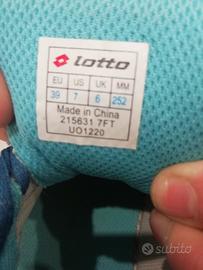 lotto
EU US UK MM
39 7 6 252
Made in China
215631 7FT
UO1220
subito